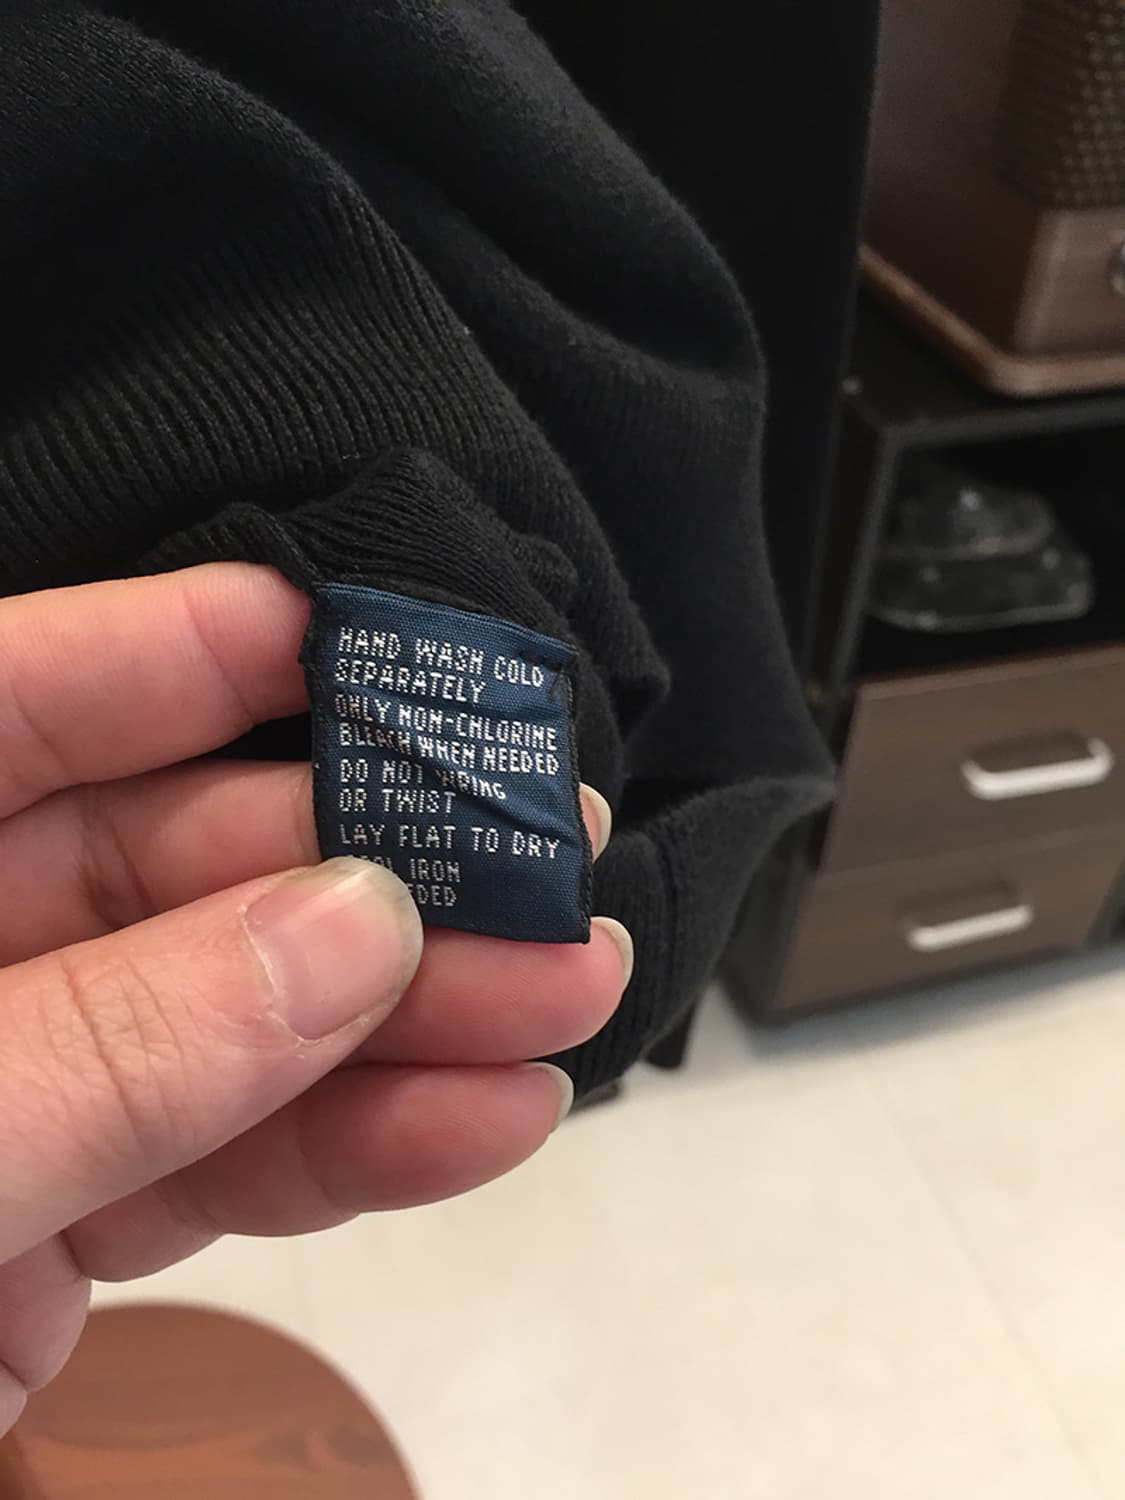 HAND WASH COLD
SEPARATELY
ONLY NON-CHLORINE
BLEACH WHEN NEEDED
DO NOT WRING
OR TWIST
LAY FLAT TO DRY
IRON